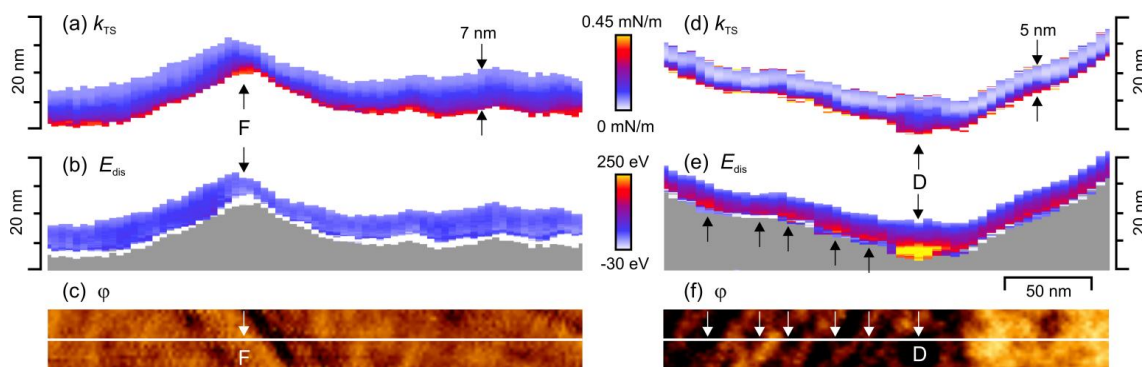 (a) kTS
7 nm
20 nm
F
(b) Edis
20 nm
(c) φ
F
0.45 mN/m
0 mN/m
250 eV
-30 eV
(d) kTS
5 nm
20 nm
D
(e) Edis
20 nm
50 nm
(f) φ
D